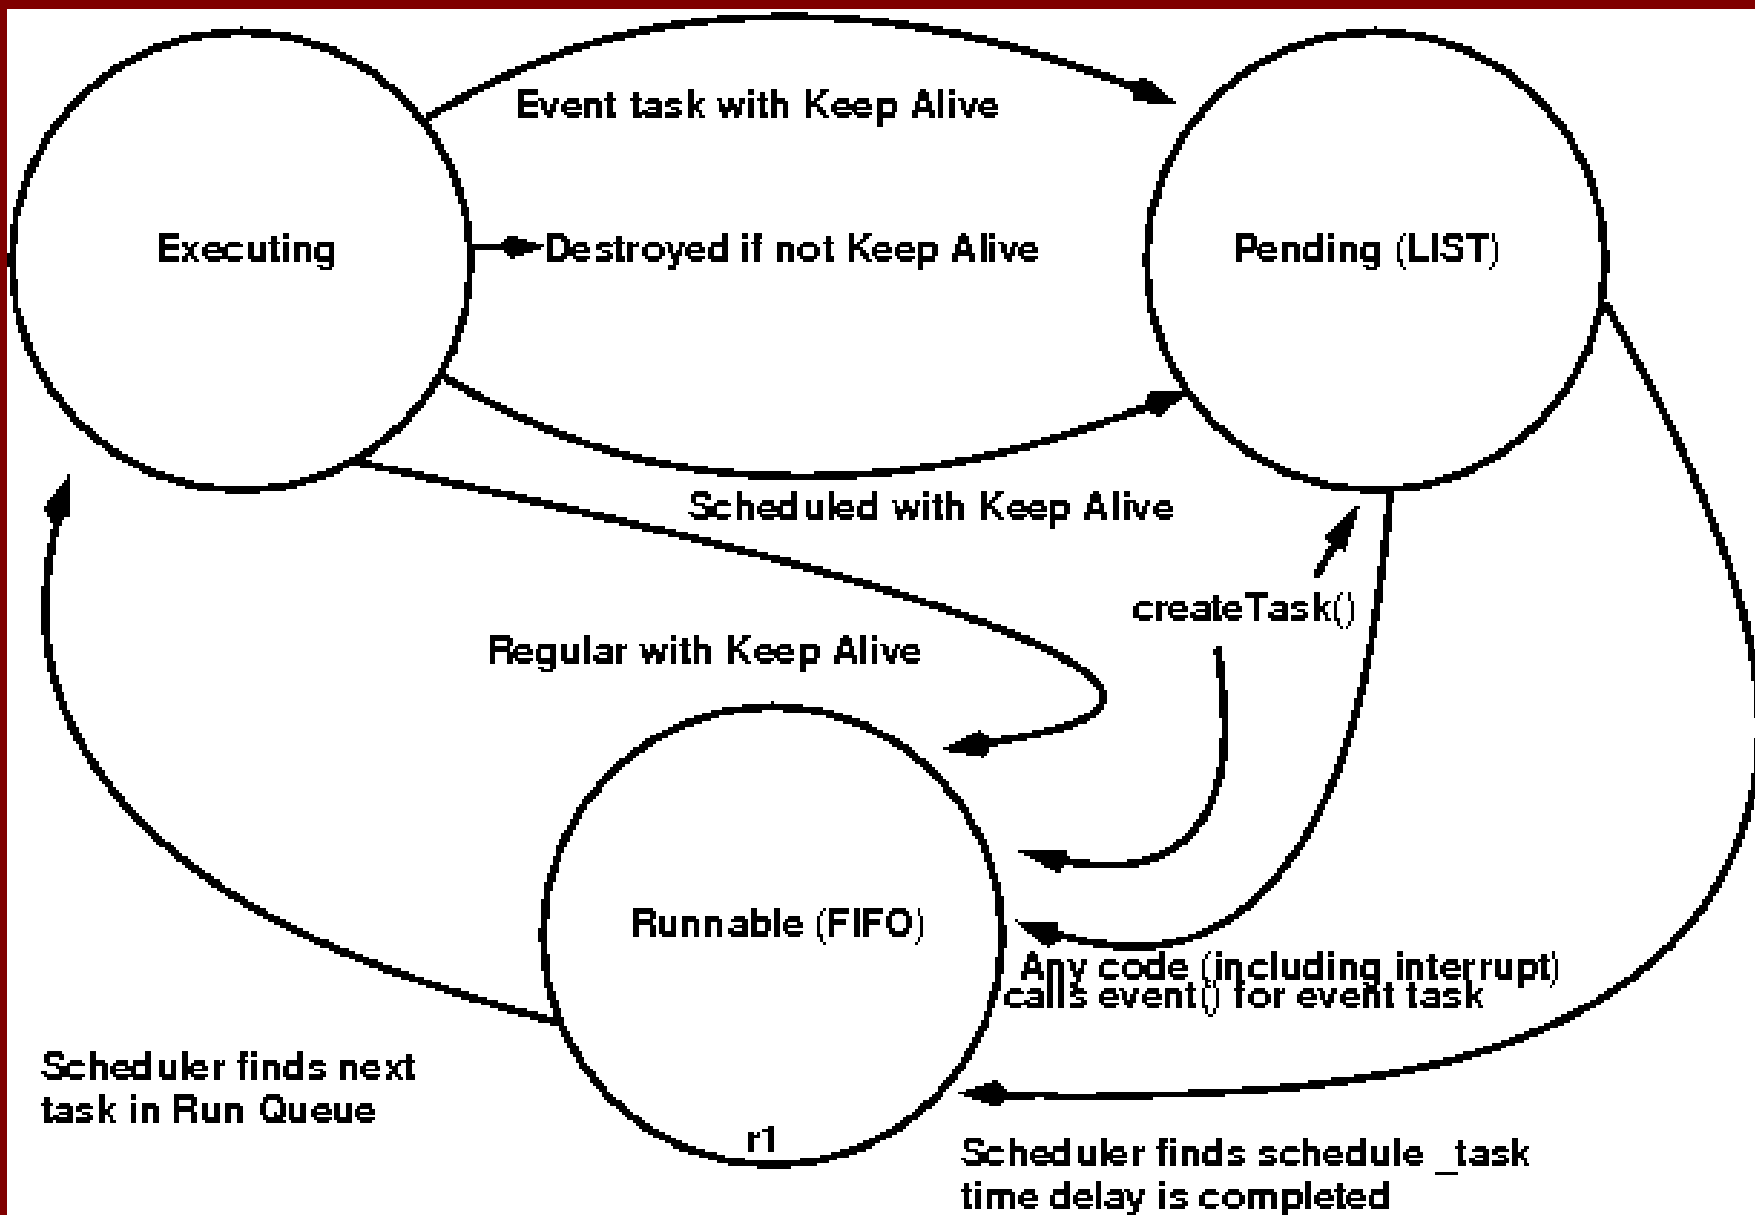 Event task with Keep Alive
Executing
Destroyed if not Keep Alive
Pending (LIST)
Scheduled with Keep Alive
createTask()
Regular with Keep Alive
Runnable (FIFO)
Any code (including interrupt)
calls event() for event task
Scheduler finds next
task in Run Queue
r1
Scheduler finds schedule _task
time delay is completed